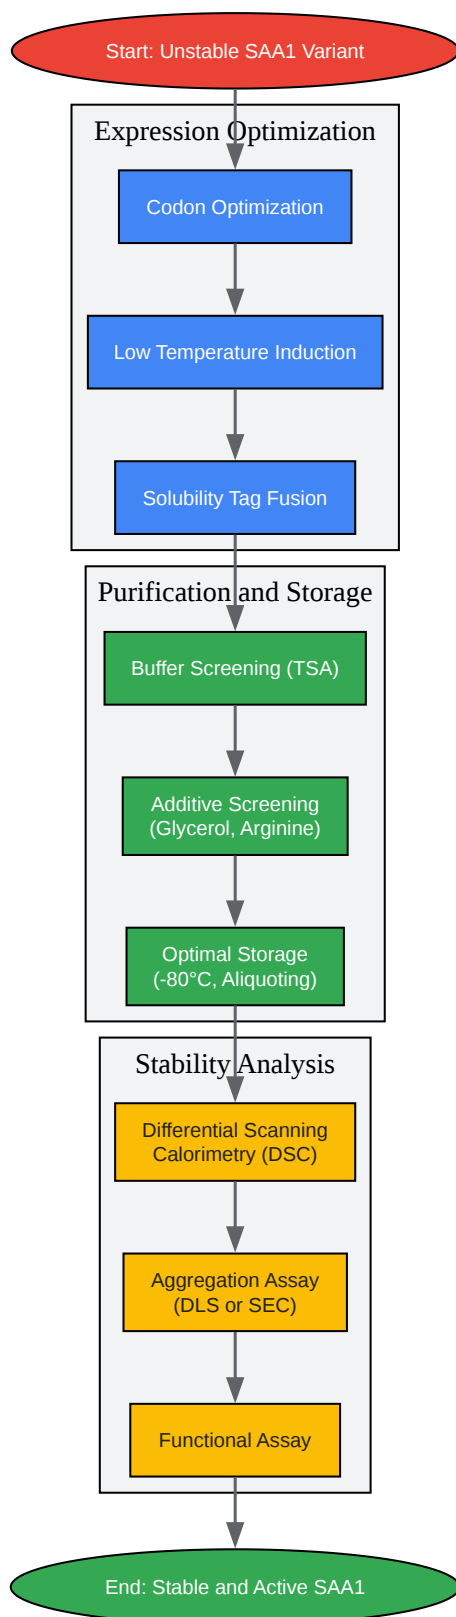 Start: Unstable SAA1 Variant
Expression Optimization
Codon Optimization
Low Temperature Induction
Solubility Tag Fusion
Purification and Storage
Buffer Screening (TSA)
Additive Screening
(Glycerol, Arginine)
Optimal Storage
(-80°C, Aliquoting)
Stability Analysis
Differential Scanning
Calorimetry (DSC)
Aggregation Assay
(DLS or SEC)
Functional Assay
End: Stable and Active SAA1